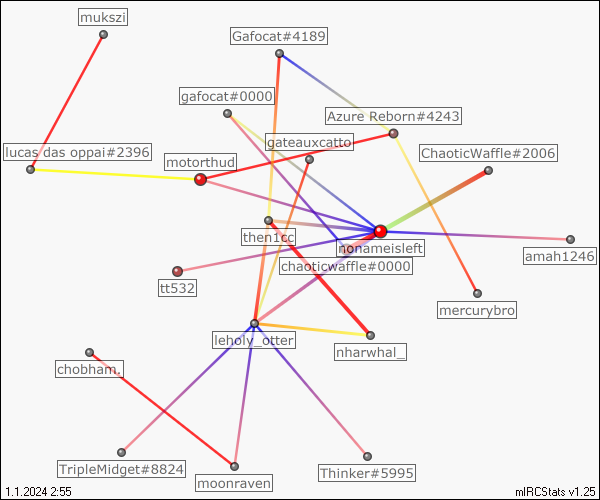 mukszi
Gafocat#4189
gafocat#0000
Azure Reborn#4243
gateauxcatto
lucas das oppai#2396
motorthud
ChaoticWaffle#2006
then1cc
nonameisleft
amah1246
chaoticwaffle#0000
tt532
mercurybro
leholy_otter
nharwhal_
chobham.
TripleMidget#8824
moonraven
Thinker#5995
1.1.2024 2:55
mIRCStats v1.25